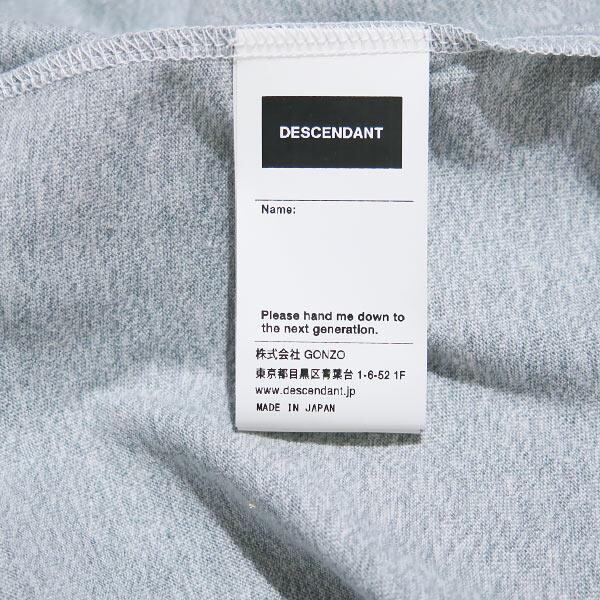 DESCENDANT
Name:
Please hand me down to
the next generation.
株式会社 GONZO
東京都目黒区青葉台 1-6-52 1F
www.descendant.jp
MADE IN JAPAN